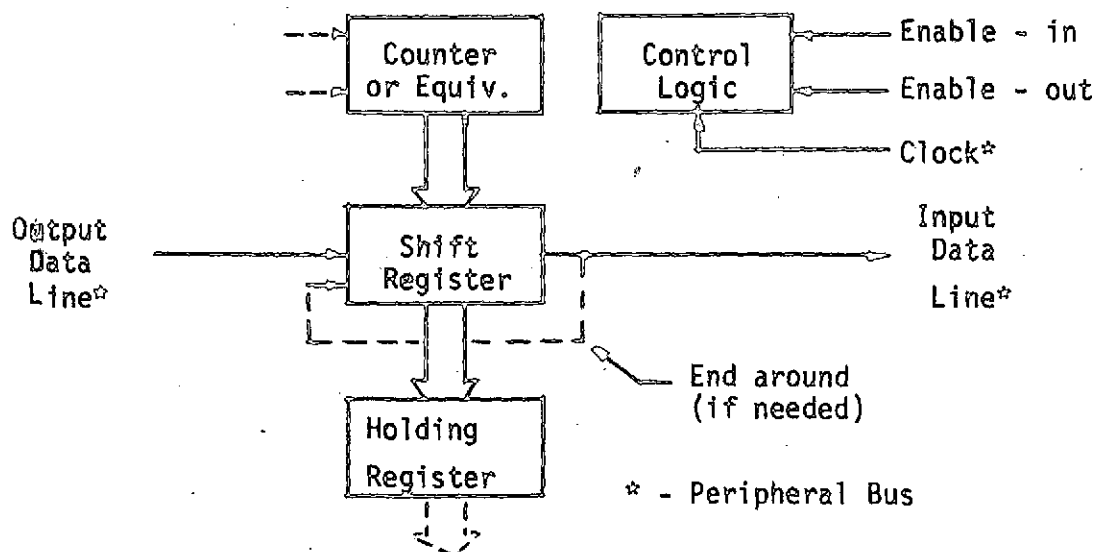 Counter
or Equiv.
Control
Logic
Enable - in
Enable - out
Clock☆
Output
Data
Line☆
Shift
Register
Input
Data
Line☆
End around
(if needed)
Holding
Register
☆ - Peripheral Bus